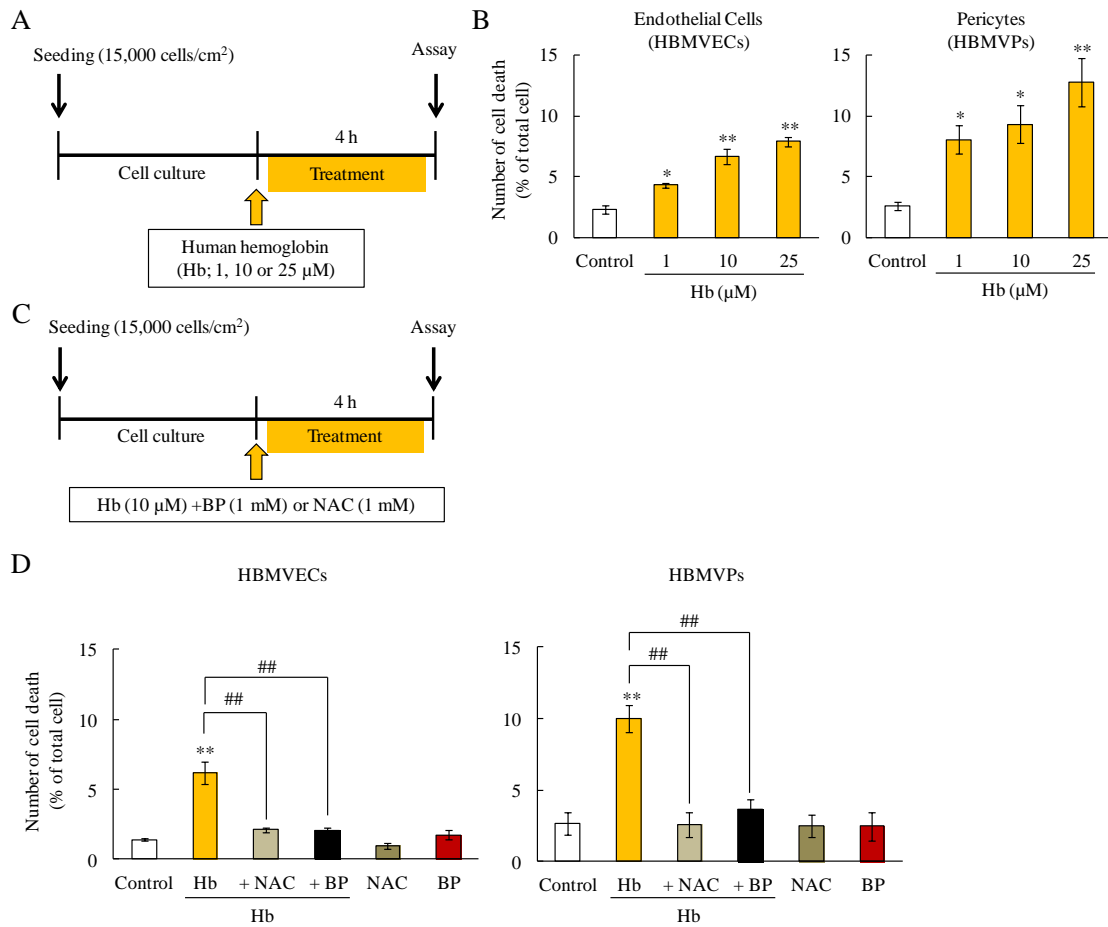 A
Seeding (15,000 cells/cm²)
Assay
4 h
Cell culture
Treatment
Human hemoglobin
(Hb; 1, 10 or 25 µM)
B
Endothelial Cells
(HBMVECs)
Number of cell death
(% of total cell)
15
10
5
0
*
**
**
Control
1
10
25
Hb (µM)
Pericytes
(HBMVPs)
15
10
5
0
*
*
**
Control
1
10
25
Hb (µM)
C
Seeding (15,000 cells/cm²)
Assay
4 h
Cell culture
Treatment
Hb (10 µM) +BP (1 mM) or NAC (1 mM)
D
HBMVECs
Number of cell death
(% of total cell)
15
10
5
0
##
##
**
Control
Hb
+ NAC
+ BP
NAC
BP
Hb
HBMVPs
15
10
5
0
##
##
**
Control
Hb
+ NAC
+ BP
NAC
BP
Hb